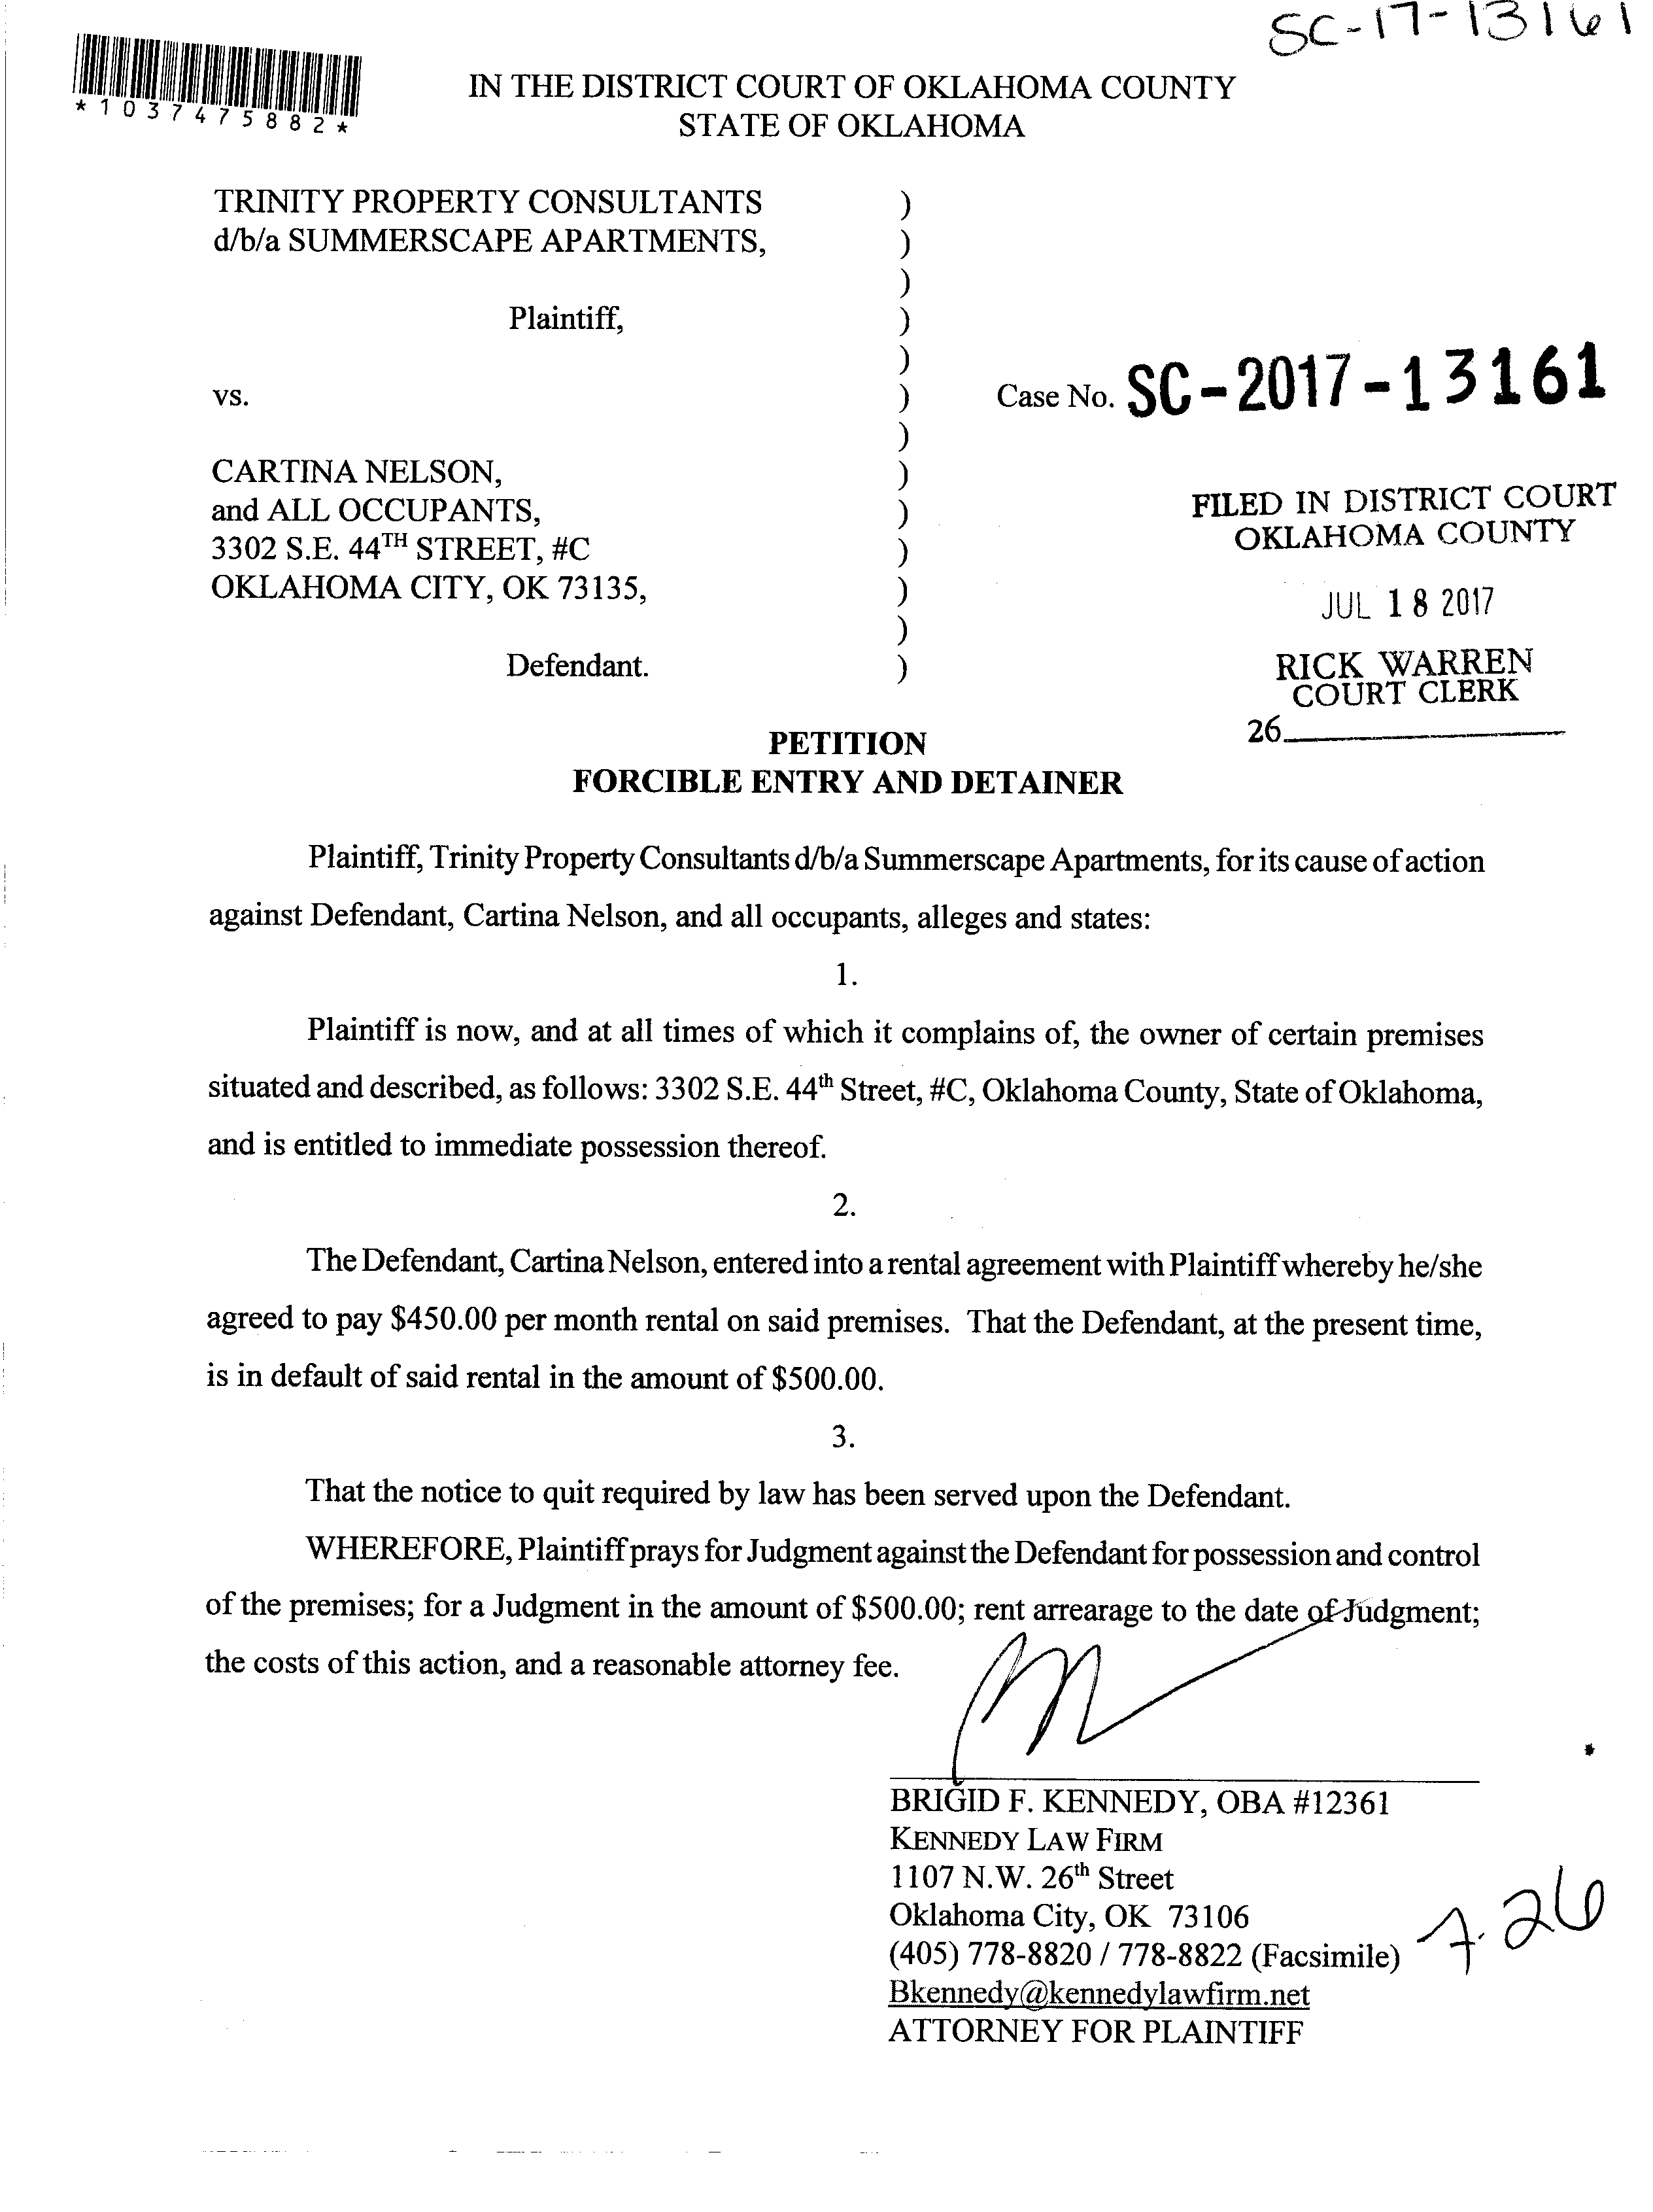 SC-17-13161
*1037475882*
IN THE DISTRICT COURT OF OKLAHOMA COUNTY
STATE OF OKLAHOMA
TRINITY PROPERTY CONSULTANTS )
d/b/a SUMMERSCAPE APARTMENTS, )
)
Plaintiff, )
)
vs. ) Case No. SC-2017-13161
)
CARTINA NELSON, )
and ALL OCCUPANTS, )
3302 S.E. 44TH STREET, #C )
OKLAHOMA CITY, OK 73135, )
)
Defendant. )
FILED IN DISTRICT COURT
OKLAHOMA COUNTY
JUL 18 2017
RICK WARREN
COURT CLERK
26
PETITION
FORCIBLE ENTRY AND DETAINER
Plaintiff, Trinity Property Consultants d/b/a Summerscape Apartments, for its cause of action
against Defendant, Cartina Nelson, and all occupants, alleges and states:
1.
Plaintiff is now, and at all times of which it complains of, the owner of certain premises
situated and described, as follows: 3302 S.E. 44th Street, #C, Oklahoma County, State of Oklahoma,
and is entitled to immediate possession thereof.
2.
The Defendant, Cartina Nelson, entered into a rental agreement with Plaintiff whereby he/she
agreed to pay $450.00 per month rental on said premises. That the Defendant, at the present time,
is in default of said rental in the amount of $500.00.
3.
That the notice to quit required by law has been served upon the Defendant.
WHEREFORE, Plaintiff prays for Judgment against the Defendant for possession and control
of the premises; for a Judgment in the amount of $500.00; rent arrearage to the date of Judgment;
the costs of this action, and a reasonable attorney fee.
BRIGID F. KENNEDY, OBA #12361
KENNEDY LAW FIRM
1107 N.W. 26th Street
Oklahoma City, OK 73106
(405) 778-8820 / 778-8822 (Facsimile)
Bkennedy@kennedylawfirm.net
ATTORNEY FOR PLAINTIFF
7.26